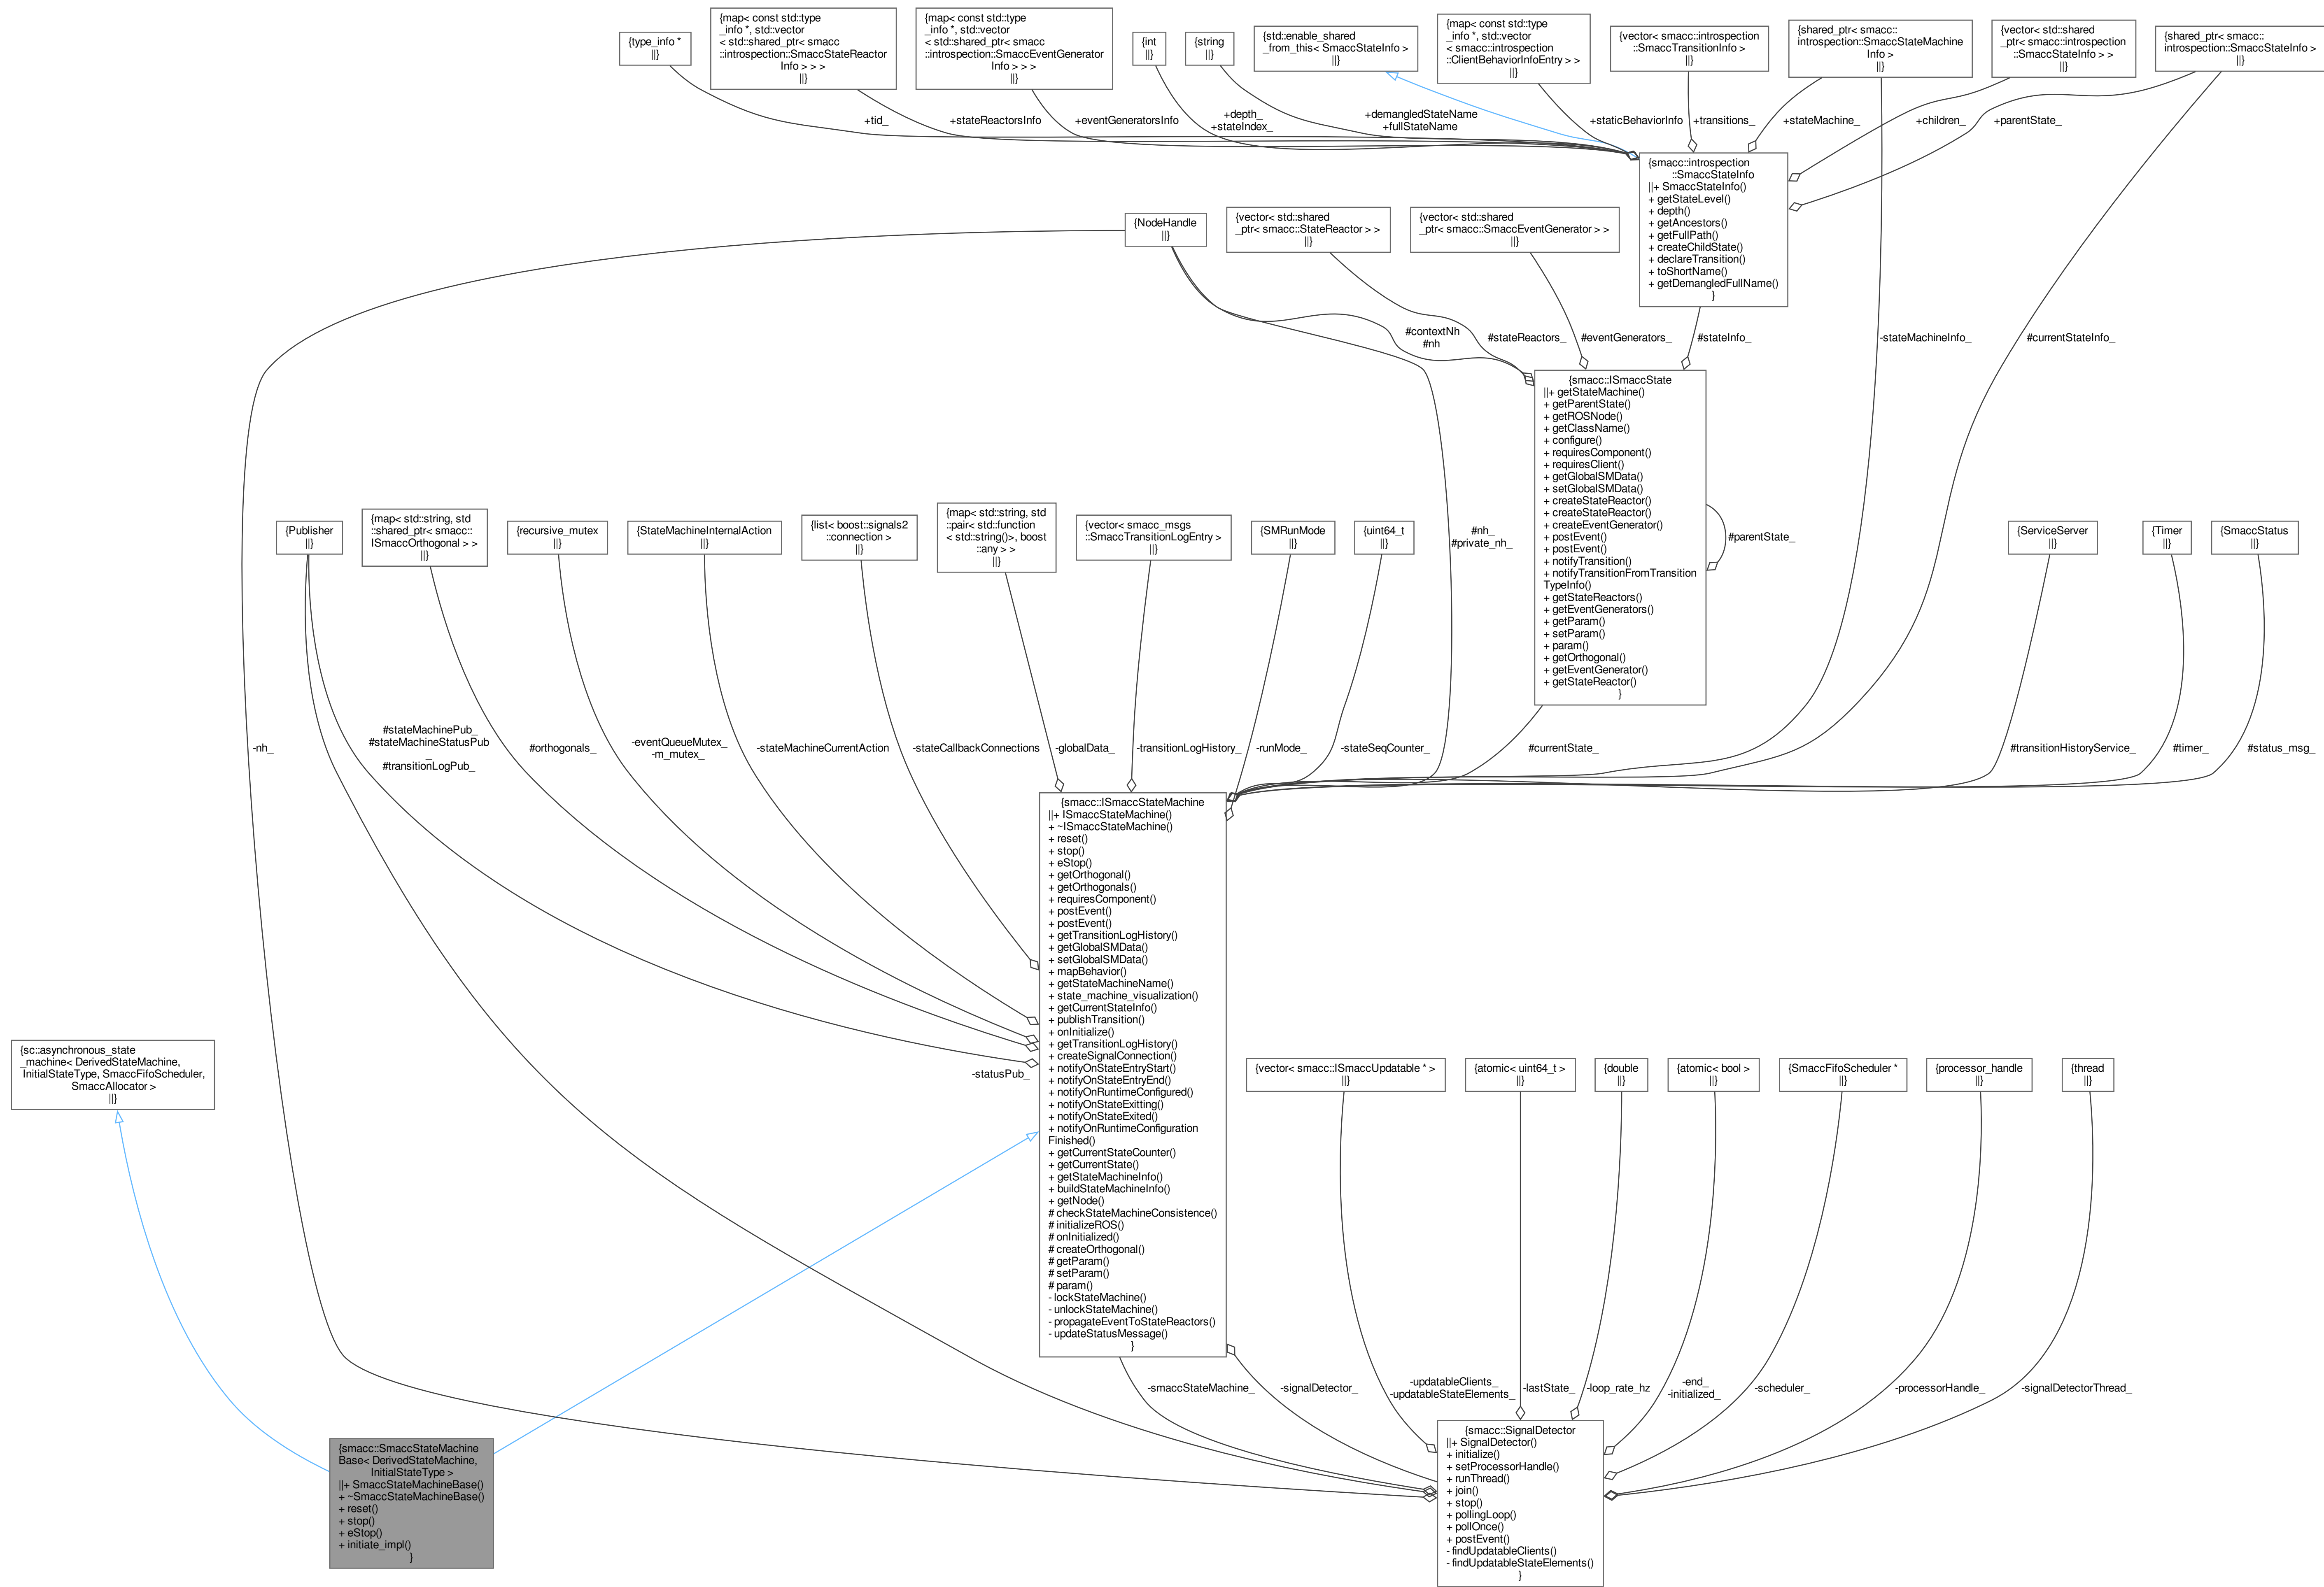 {type_info *
||}
{map< const std::type
_info *, std::vector
< std::shared_ptr< smacc
::introspection::SmaccStateReactor
Info > > >
||}
{map< const std::type
_info *, std::vector
< std::shared_ptr< smacc
::introspection::SmaccEventGenerator
Info > > >
||}
{int
||}
{string
||}
{std::enable_shared
_from_this< SmaccStateInfo >
||}
{map< const std::type
_info *, std::vector
< smacc::introspection
::ClientBehaviorInfoEntry > >
||}
{vector< smacc::introspection
::SmaccTransitionInfo >
||}
{shared_ptr< smacc::
introspection::SmaccStateMachine
Info >
||}
{vector< std::shared
_ptr< smacc::introspection
::SmaccStateInfo > >
||}
{shared_ptr< smacc::
introspection::SmaccStateInfo >
||}
+tid_
+stateReactorsInfo
+eventGeneratorsInfo
+depth_
+stateIndex_
+demangledStateName
+fullStateName
+staticBehaviorInfo
+transitions_
+stateMachine_
+children_
+parentState_
{smacc::introspection
::SmaccStateInfo
||+ SmaccStateInfo()
+ getStateLevel()
+ depth()
+ getAncestors()
+ getFullPath()
+ createChildState()
+ declareTransition()
+ toShortName()
+ getDemangledFullName()
}
{NodeHandle
||}
{vector< std::shared
_ptr< smacc::StateReactor > >
||}
{vector< std::shared
_ptr< smacc::SmaccEventGenerator > >
||}
#contextNh
#nh
#stateReactors_
#eventGenerators_
#stateInfo_
-stateMachineInfo_
#currentStateInfo_
{smacc::ISmaccState
||+ getStateMachine()
+ getParentState()
+ getROSNode()
+ getClassName()
+ configure()
+ requiresComponent()
+ requiresClient()
+ getGlobalSMData()
+ setGlobalSMData()
+ createStateReactor()
+ createStateReactor()
+ createEventGenerator()
+ postEvent()
+ postEvent()
+ notifyTransition()
+ notifyTransitionFromTransition
TypeInfo()
+ getStateReactors()
+ getEventGenerators()
+ getParam()
+ setParam()
+ param()
+ getOrthogonal()
+ getEventGenerator()
+ getStateReactor()
}
#parentState_
{Publisher
||}
{map< std::string, std
::shared_ptr< smacc::
ISmaccOrthogonal > >
||}
{recursive_mutex
||}
{StateMachineInternalAction
||}
{list< boost::signals2
::connection >
||}
{map< std::string, std
::pair< std::function
< std::string()>, boost
::any > >
||}
{vector< smacc_msgs
::SmaccTransitionLogEntry >
||}
{SMRunMode
||}
{uint64_t
||}
#nh_
#private_nh_
{ServiceServer
||}
{Timer
||}
{SmaccStatus
||}
-nh_
#stateMachinePub_
#stateMachineStatusPub
_
#transitionLogPub_
#orthogonals_
-eventQueueMutex_
-m_mutex_
-stateMachineCurrentAction
-stateCallbackConnections
-globalData_
-transitionLogHistory_
-runMode_
-stateSeqCounter_
#currentState_
#transitionHistoryService_
#timer_
#status_msg_
{smacc::ISmaccStateMachine
||+ ISmaccStateMachine()
+ ~ISmaccStateMachine()
+ reset()
+ stop()
+ eStop()
+ getOrthogonal()
+ getOrthogonals()
+ requiresComponent()
+ postEvent()
+ postEvent()
+ getTransitionLogHistory()
+ getGlobalSMData()
+ setGlobalSMData()
+ mapBehavior()
+ getStateMachineName()
+ state_machine_visualization()
+ getCurrentStateInfo()
+ publishTransition()
+ onInitialize()
+ getTransitionLogHistory()
+ createSignalConnection()
+ notifyOnStateEntryStart()
+ notifyOnStateEntryEnd()
+ notifyOnRuntimeConfigured()
+ notifyOnStateExitting()
+ notifyOnStateExited()
+ notifyOnRuntimeConfiguration
Finished()
+ getCurrentStateCounter()
+ getCurrentState()
+ getStateMachineInfo()
+ buildStateMachineInfo()
+ getNode()
# checkStateMachineConsistence()
# initializeROS()
# onInitialized()
# createOrthogonal()
# getParam()
# setParam()
# param()
- lockStateMachine()
- unlockStateMachine()
- propagateEventToStateReactors()
- updateStatusMessage()
}
{sc::asynchronous_state
_machine< DerivedStateMachine,
InitialStateType, SmaccFifoScheduler,
SmaccAllocator >
||}
-statusPub_
{vector< smacc::ISmaccUpdatable * >
||}
{atomic< uint64_t >
||}
{double
||}
{atomic< bool >
||}
{SmaccFifoScheduler *
||}
{processor_handle
||}
{thread
||}
-smaccStateMachine_
-signalDetector_
-updatableClients_
-updatableStateElements_
-lastState_
-loop_rate_hz
-end_
-initialized_
-scheduler_
-processorHandle_
-signalDetectorThread_
{smacc::SmaccStateMachine
Base< DerivedStateMachine,
InitialStateType >
||+ SmaccStateMachineBase()
+ ~SmaccStateMachineBase()
+ reset()
+ stop()
+ eStop()
+ initiate_impl()
}
{smacc::SignalDetector
||+ SignalDetector()
+ initialize()
+ setProcessorHandle()
+ runThread()
+ join()
+ stop()
+ pollingLoop()
+ pollOnce()
+ postEvent()
- findUpdatableClients()
- findUpdatableStateElements()
}